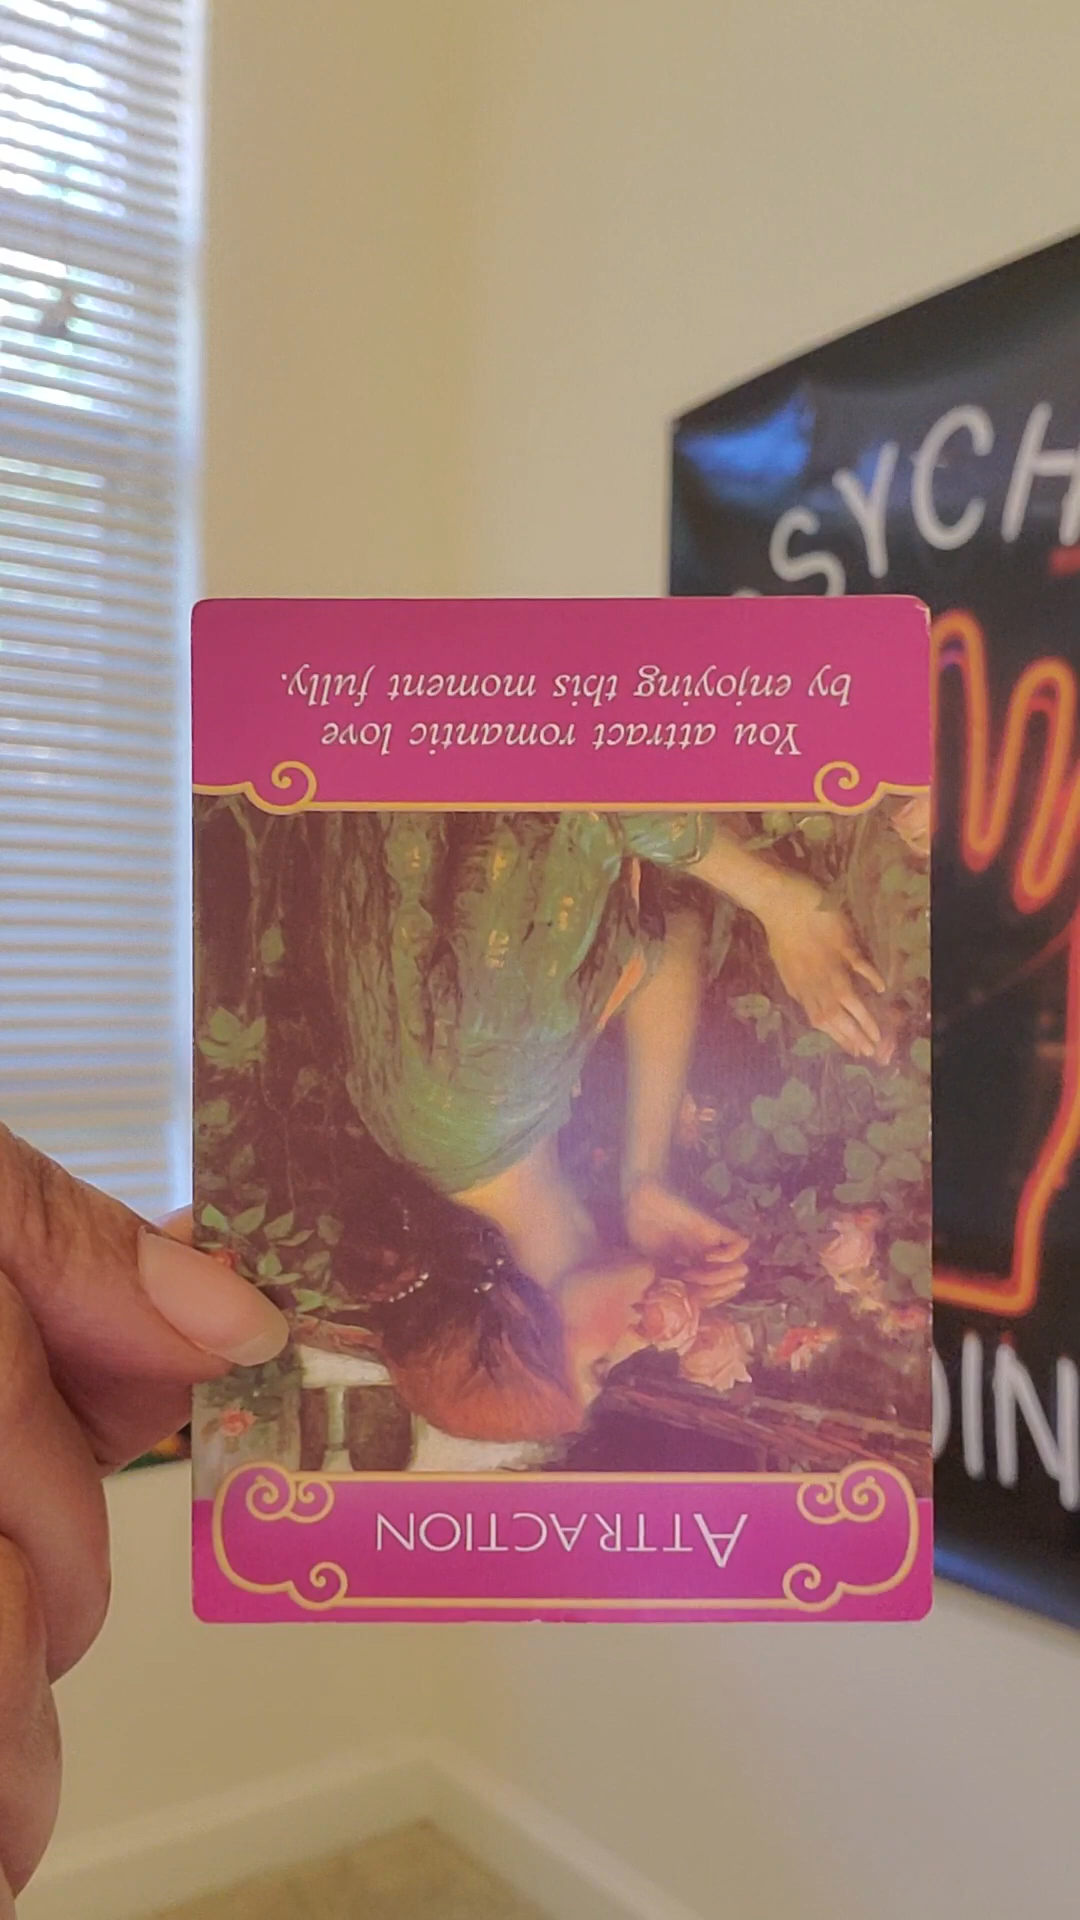 ATTRACTION
You attract romantic love
by enjoying this moment fully.
SYCH
DIN